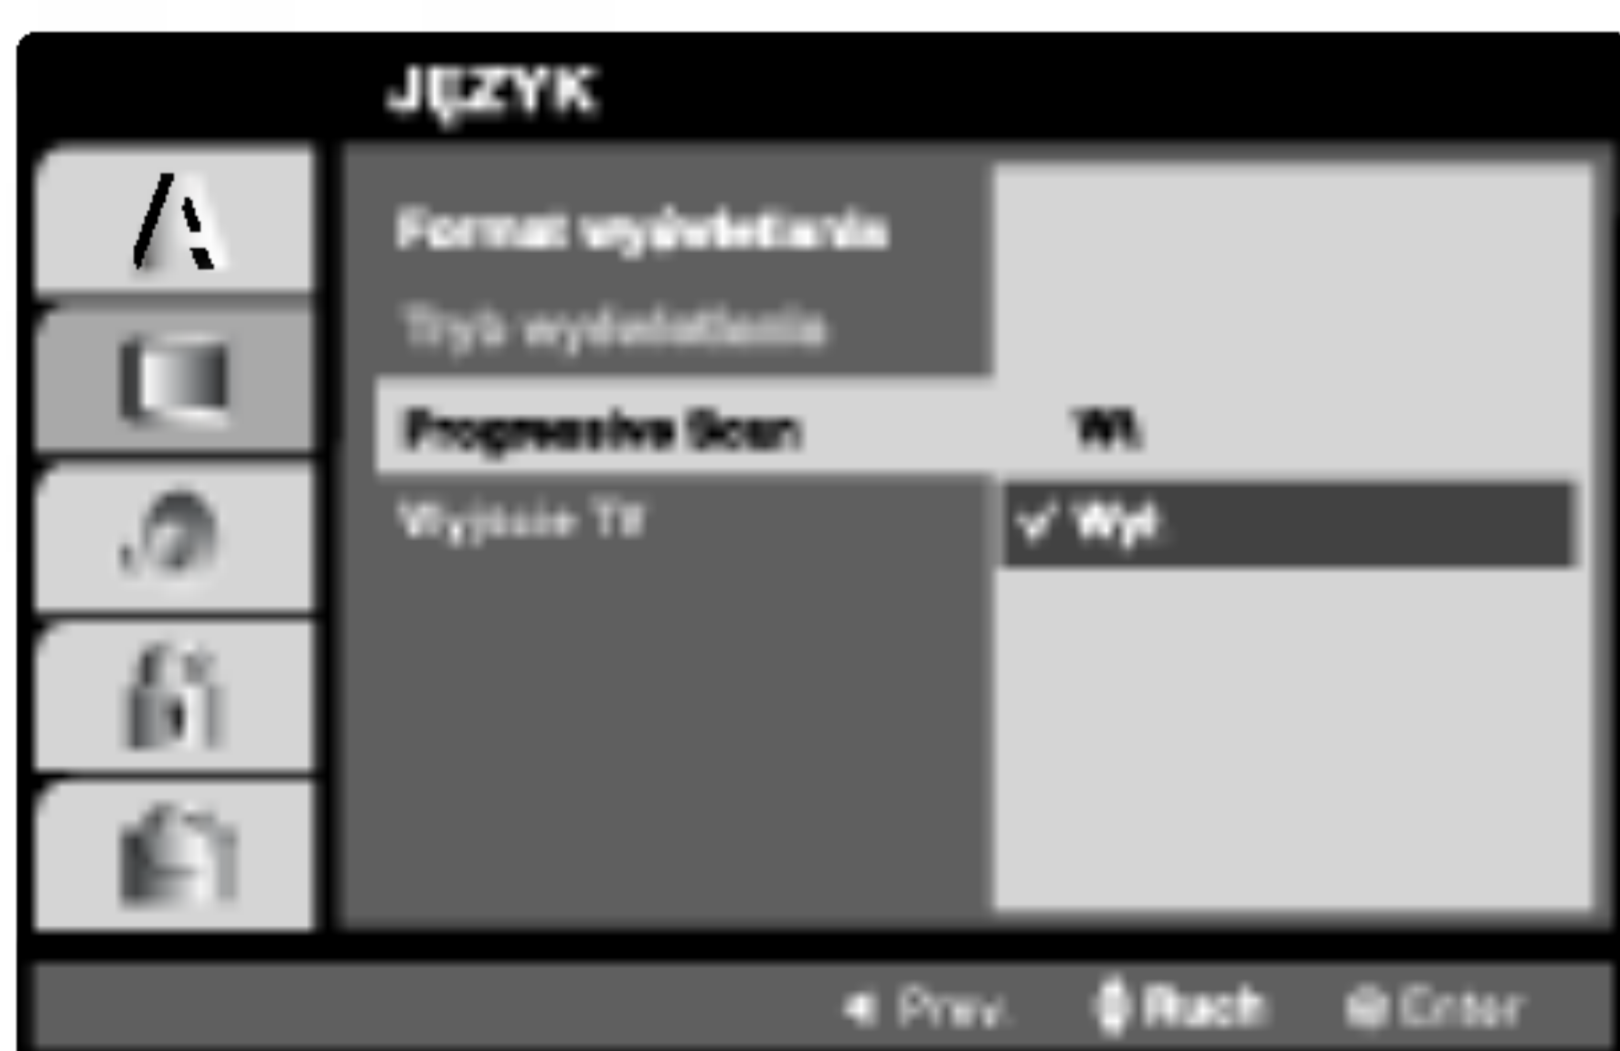 JĘZYK
Format wyświetlania
Tryb wyświetlania
Progressive Scan Wł.
Wyjście TV ✓ Wył.
◄ Prev. Ruch Enter